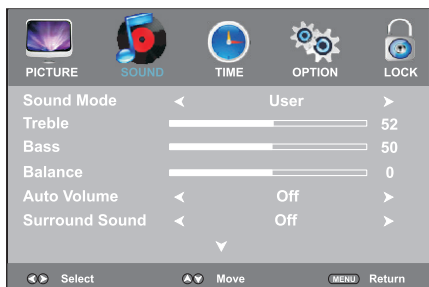 PICTURE SOUND TIME OPTION LOCK
Sound Mode User
Treble 52
Bass 50
Balance 0
Auto Volume Off
Surround Sound Off
Select Move MENU Return